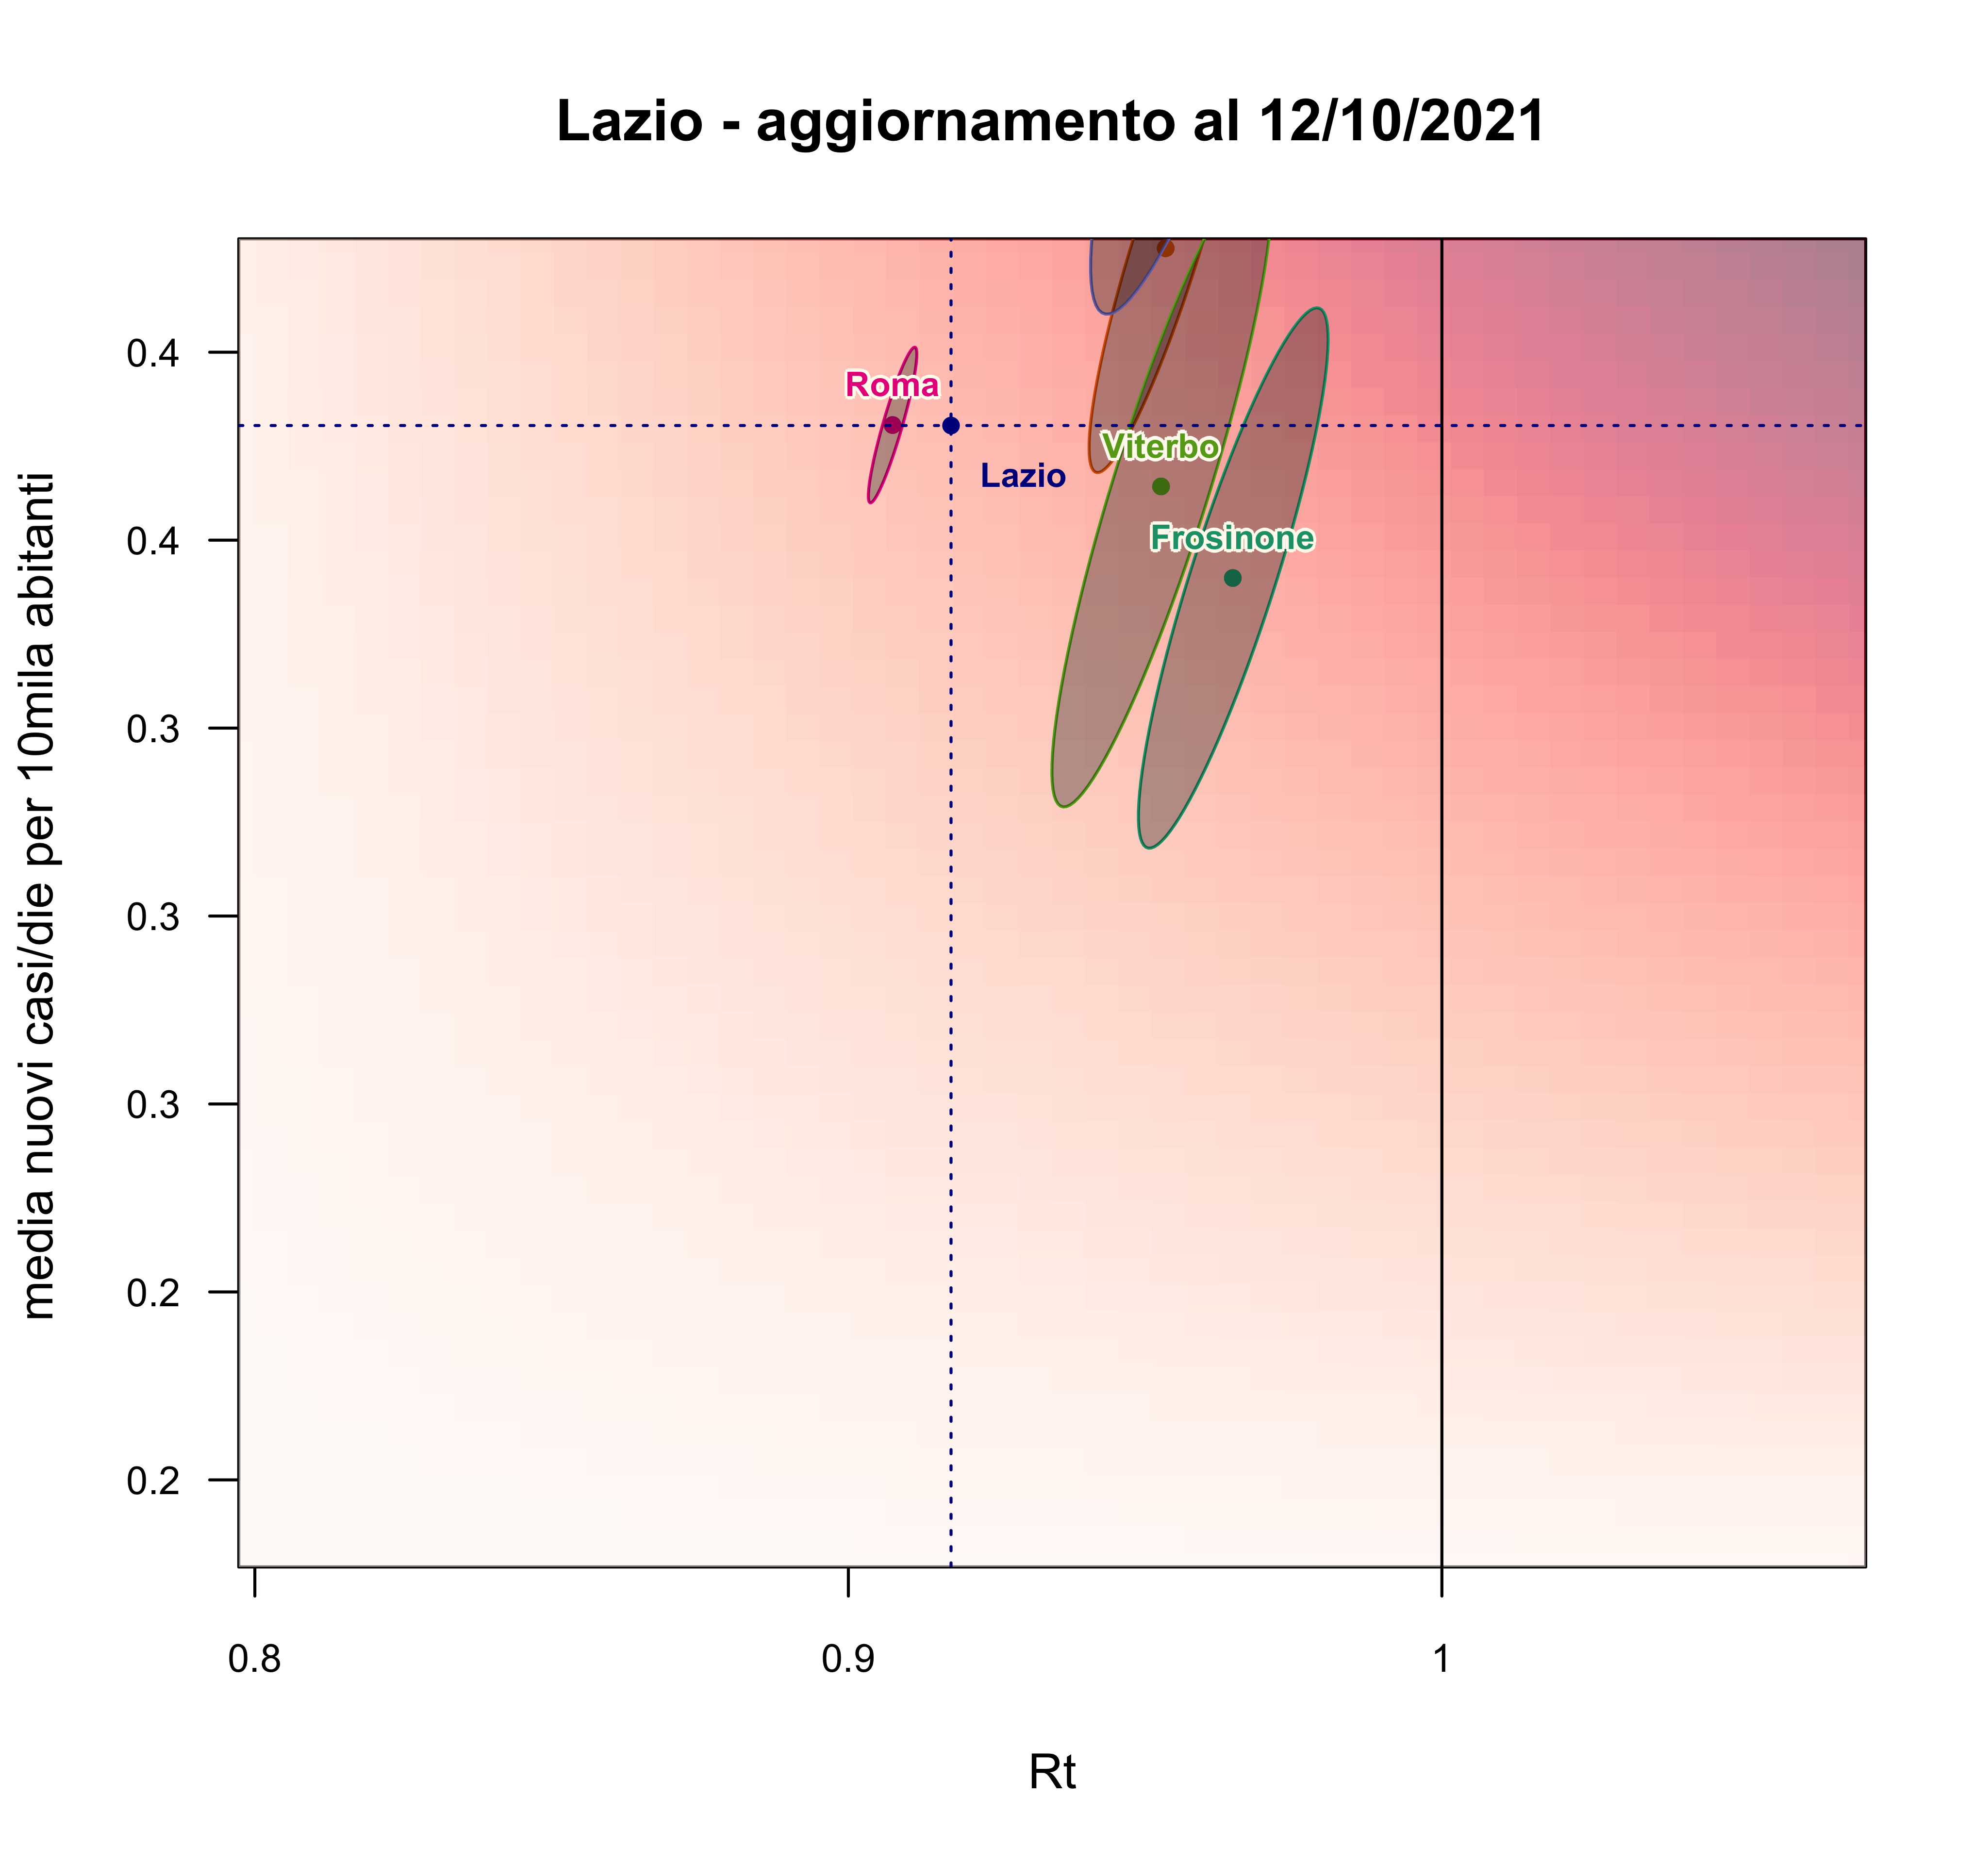 Lazio - aggiornamento al 12/10/2021
media nuovi casi/die per 10mila abitanti
0.4
0.4
0.3
0.3
0.3
0.2
0.2
Roma
Lazio
Viterbo
Frosinone
0.8
0.9
1
Rt